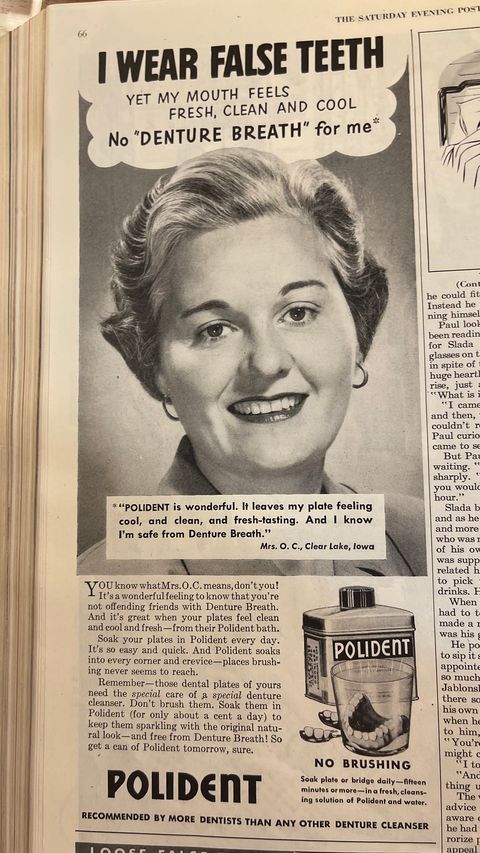 THE SATURDAY EVENING POST
66
I WEAR FALSE TEETH
YET MY MOUTH FEELS
FRESH, CLEAN AND COOL
No "DENTURE BREATH" for me*
*"POLIDENT is wonderful. It leaves my plate feeling
cool, and clean, and fresh-tasting. And I know
I'm safe from Denture Breath."
Mrs. O. C., Clear Lake, Iowa
YOU know what Mrs. O.C. means, don't you!
It's a wonderful feeling to know that you're
not offending friends with Denture Breath.
And it's great when your plates feel clean
and cool and fresh—from their Polident bath.
Soak your plates in Polident every day.
It's so easy and quick. And Polident soaks
into every corner and crevice—places brush-
ing never seems to reach.
Remember—those dental plates of yours
need the special care of a special denture
cleanser. Don't brush them. Soak them in
Polident (for only about a cent a day) to
keep them sparkling with the original natu-
ral look—and free from Denture Breath! So
get a can of Polident tomorrow, sure.
POLIDENT
NO BRUSHING
Soak plate or bridge daily—fifteen
minutes or more—in a fresh, cleans-
ing solution of Polident and water.
POLIDENT
RECOMMENDED BY MORE DENTISTS THAN ANY OTHER DENTURE CLEANSER
LOOSE FALSE
(Cont
he could fit
Instead he
ning himsel
Paul look
been readin
for Slada
glasses on t
in spite of
huge hearth
rise, just
"What is i
"I came
and then,
couldn't r
Paul curio
came to se
But Pau
waiting. "
sharply. "
you would
hour."
Slada b
and as he
and more
who was r
of his ow
was supp
related h
to pick
drinks. H
When
had to t
made a r
was his g
He po
to sip it s
appointe
so much
Jablonsk
there so
his own
when he
to him,
"You're
might c
"I to
"And
thing u
The
advice
aware o
he had
rorize p
appeal